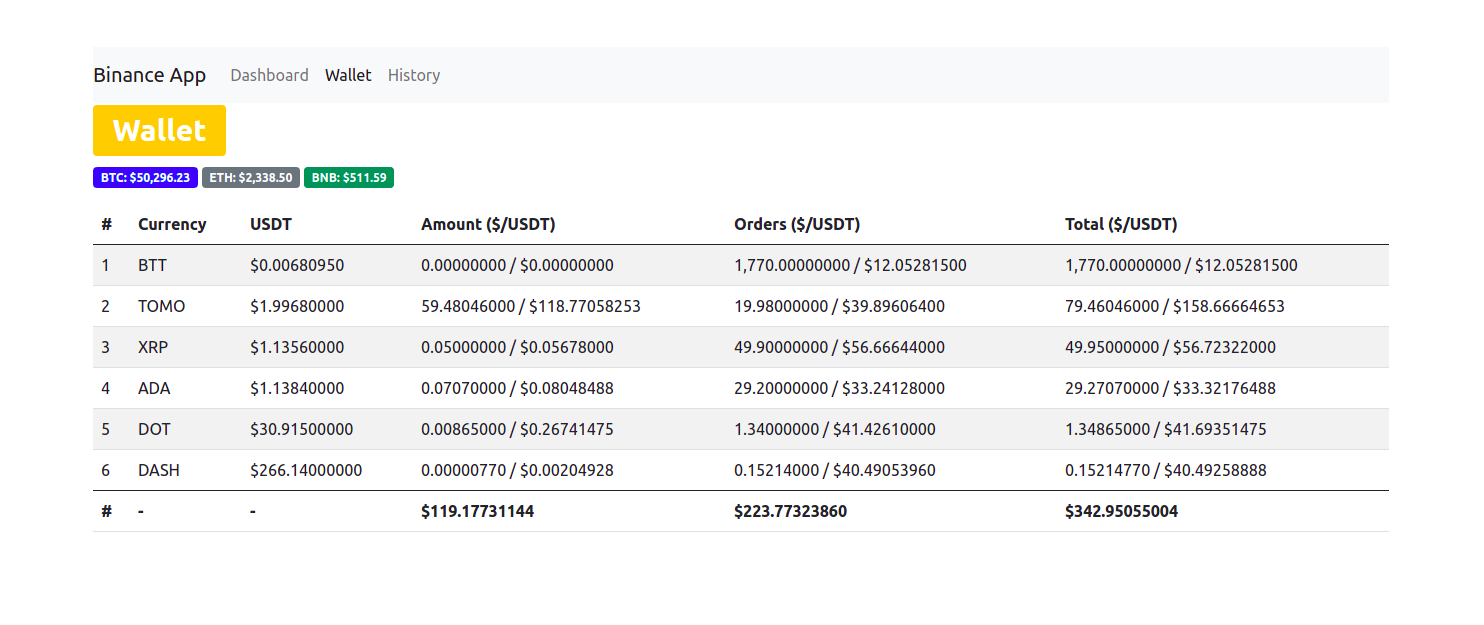 Binance App Dashboard Wallet History
Wallet
BTC: $50,296.23 ETH: $2,338.50 BNB: $511.59
# Currency USDT Amount ($/USDT) Orders ($/USDT) Total ($/USDT)
1 BTT $0.00680950 0.00000000 / $0.00000000 1,770.00000000 / $12.05281500 1,770.00000000 / $12.05281500
2 TOMO $1.99680000 59.48046000 / $118.77058253 19.98000000 / $39.89606400 79.46046000 / $158.66664653
3 XRP $1.13560000 0.05000000 / $0.05678000 49.90000000 / $56.66644000 49.95000000 / $56.72322000
4 ADA $1.13840000 0.07070000 / $0.08048488 29.20000000 / $33.24128000 29.27070000 / $33.32176488
5 DOT $30.91500000 0.00865000 / $0.26741475 1.34000000 / $41.42610000 1.34865000 / $41.69351475
6 DASH $266.14000000 0.00000770 / $0.00204928 0.15214000 / $40.49053960 0.15214770 / $40.49258888
# - - $119.17731144 $223.77323860 $342.95055004